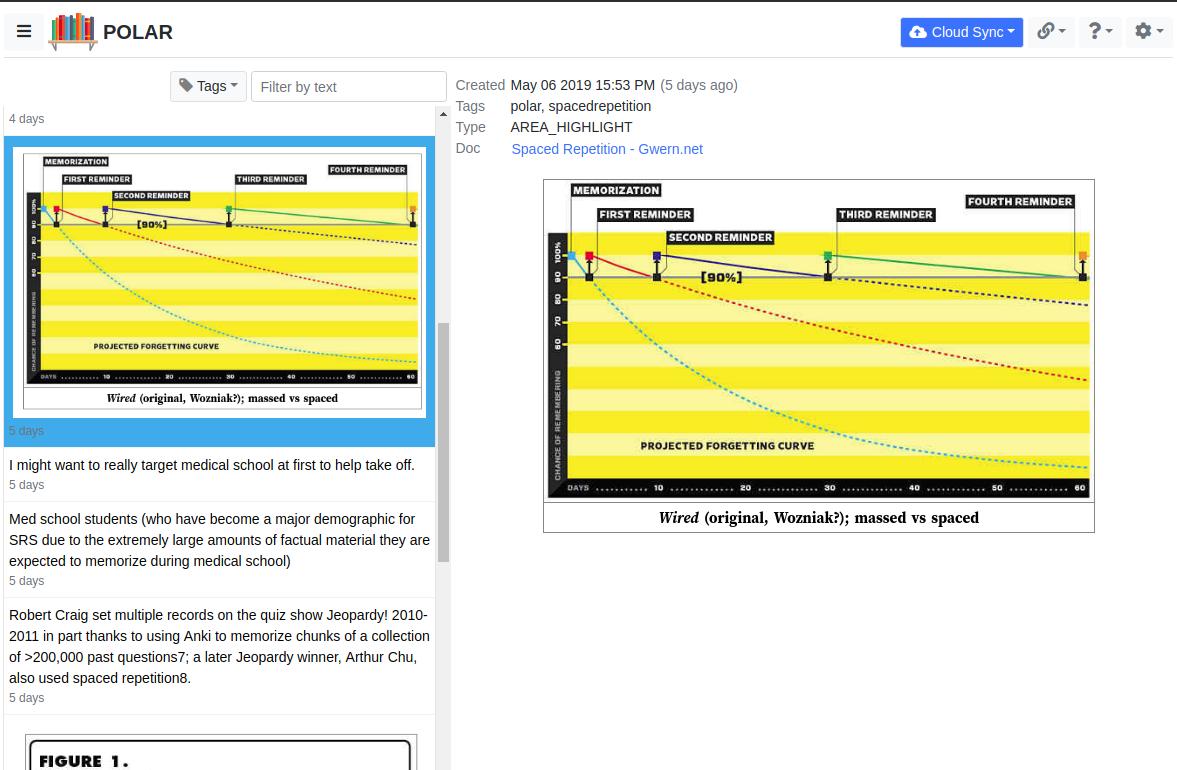 POLAR
Cloud Sync
?
Tags
Filter by text
4 days
MEMORIZATION
FOURTH REMINDER
FIRST REMINDER
THIRD REMINDER
SECOND REMINDER
100%
90
[90%]
80
70
60
CHANCE OF REMEMBERING
PROJECTED FORGETTING CURVE
DAYS 10 20 30 40 50 60
Wired (original, Wozniak?); massed vs spaced
5 days
I might want to really target medical school at first to help take off.
5 days
Med school students (who have become a major demographic for
SRS due to the extremely large amounts of factual material they are
expected to memorize during medical school)
5 days
Robert Craig set multiple records on the quiz show Jeopardy! 2010-
2011 in part thanks to using Anki to memorize chunks of a collection
of >200,000 past questions7; a later Jeopardy winner, Arthur Chu,
also used spaced repetition8.
5 days
FIGURE 1.
Created May 06 2019 15:53 PM (5 days ago)
Tags polar, spacedrepetition
Type AREA_HIGHLIGHT
Doc Spaced Repetition - Gwern.net
MEMORIZATION
FOURTH REMINDER
FIRST REMINDER
THIRD REMINDER
SECOND REMINDER
100%
90
[90%]
80
70
60
CHANCE OF REMEMBERING
PROJECTED FORGETTING CURVE
DAYS 10 20 30 40 50 60
Wired (original, Wozniak?); massed vs spaced